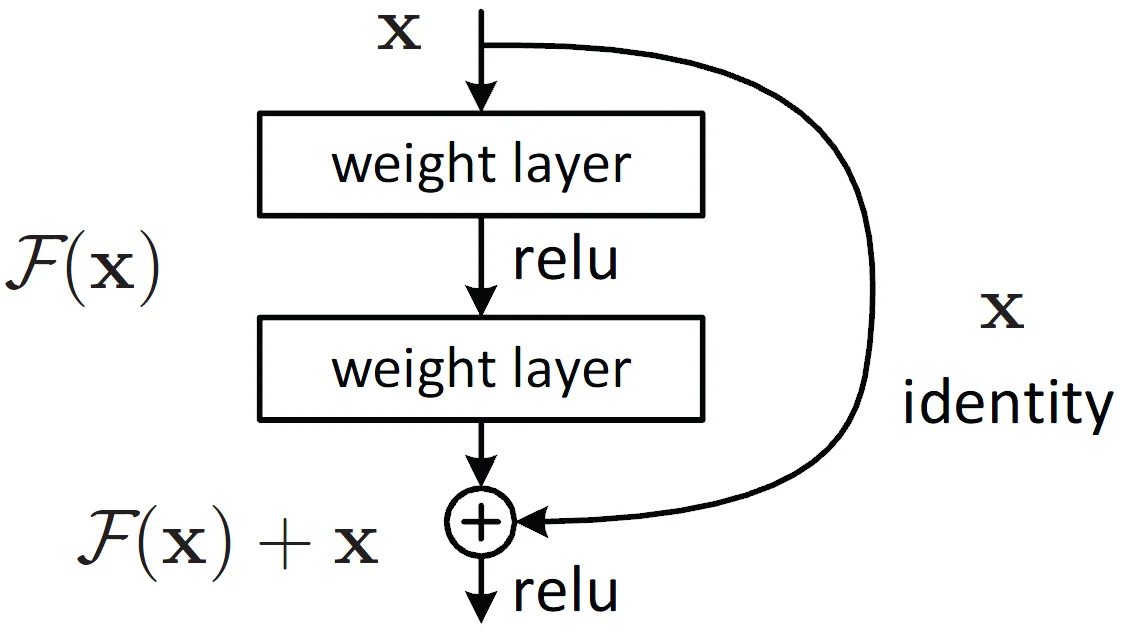 x
weight layer
relu
F(x)
weight layer
x
identity
F(x) + x
relu